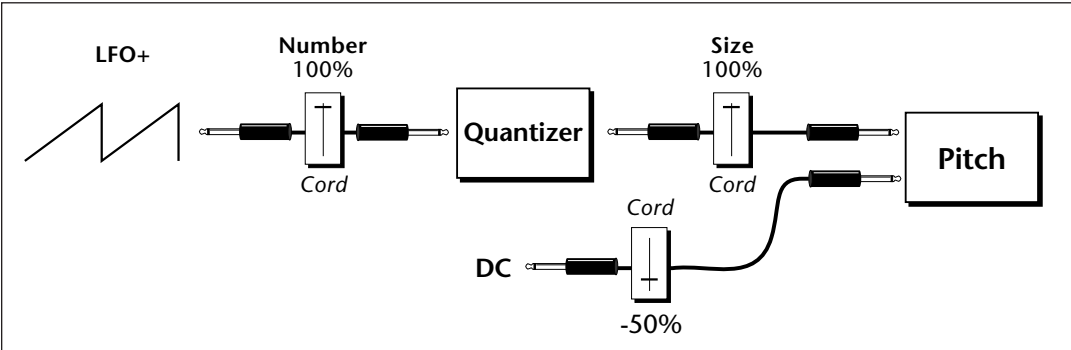 LFO+
Number
100%
Cord
Quantizer
Size
100%
Cord
Pitch
Cord
DC
-50%